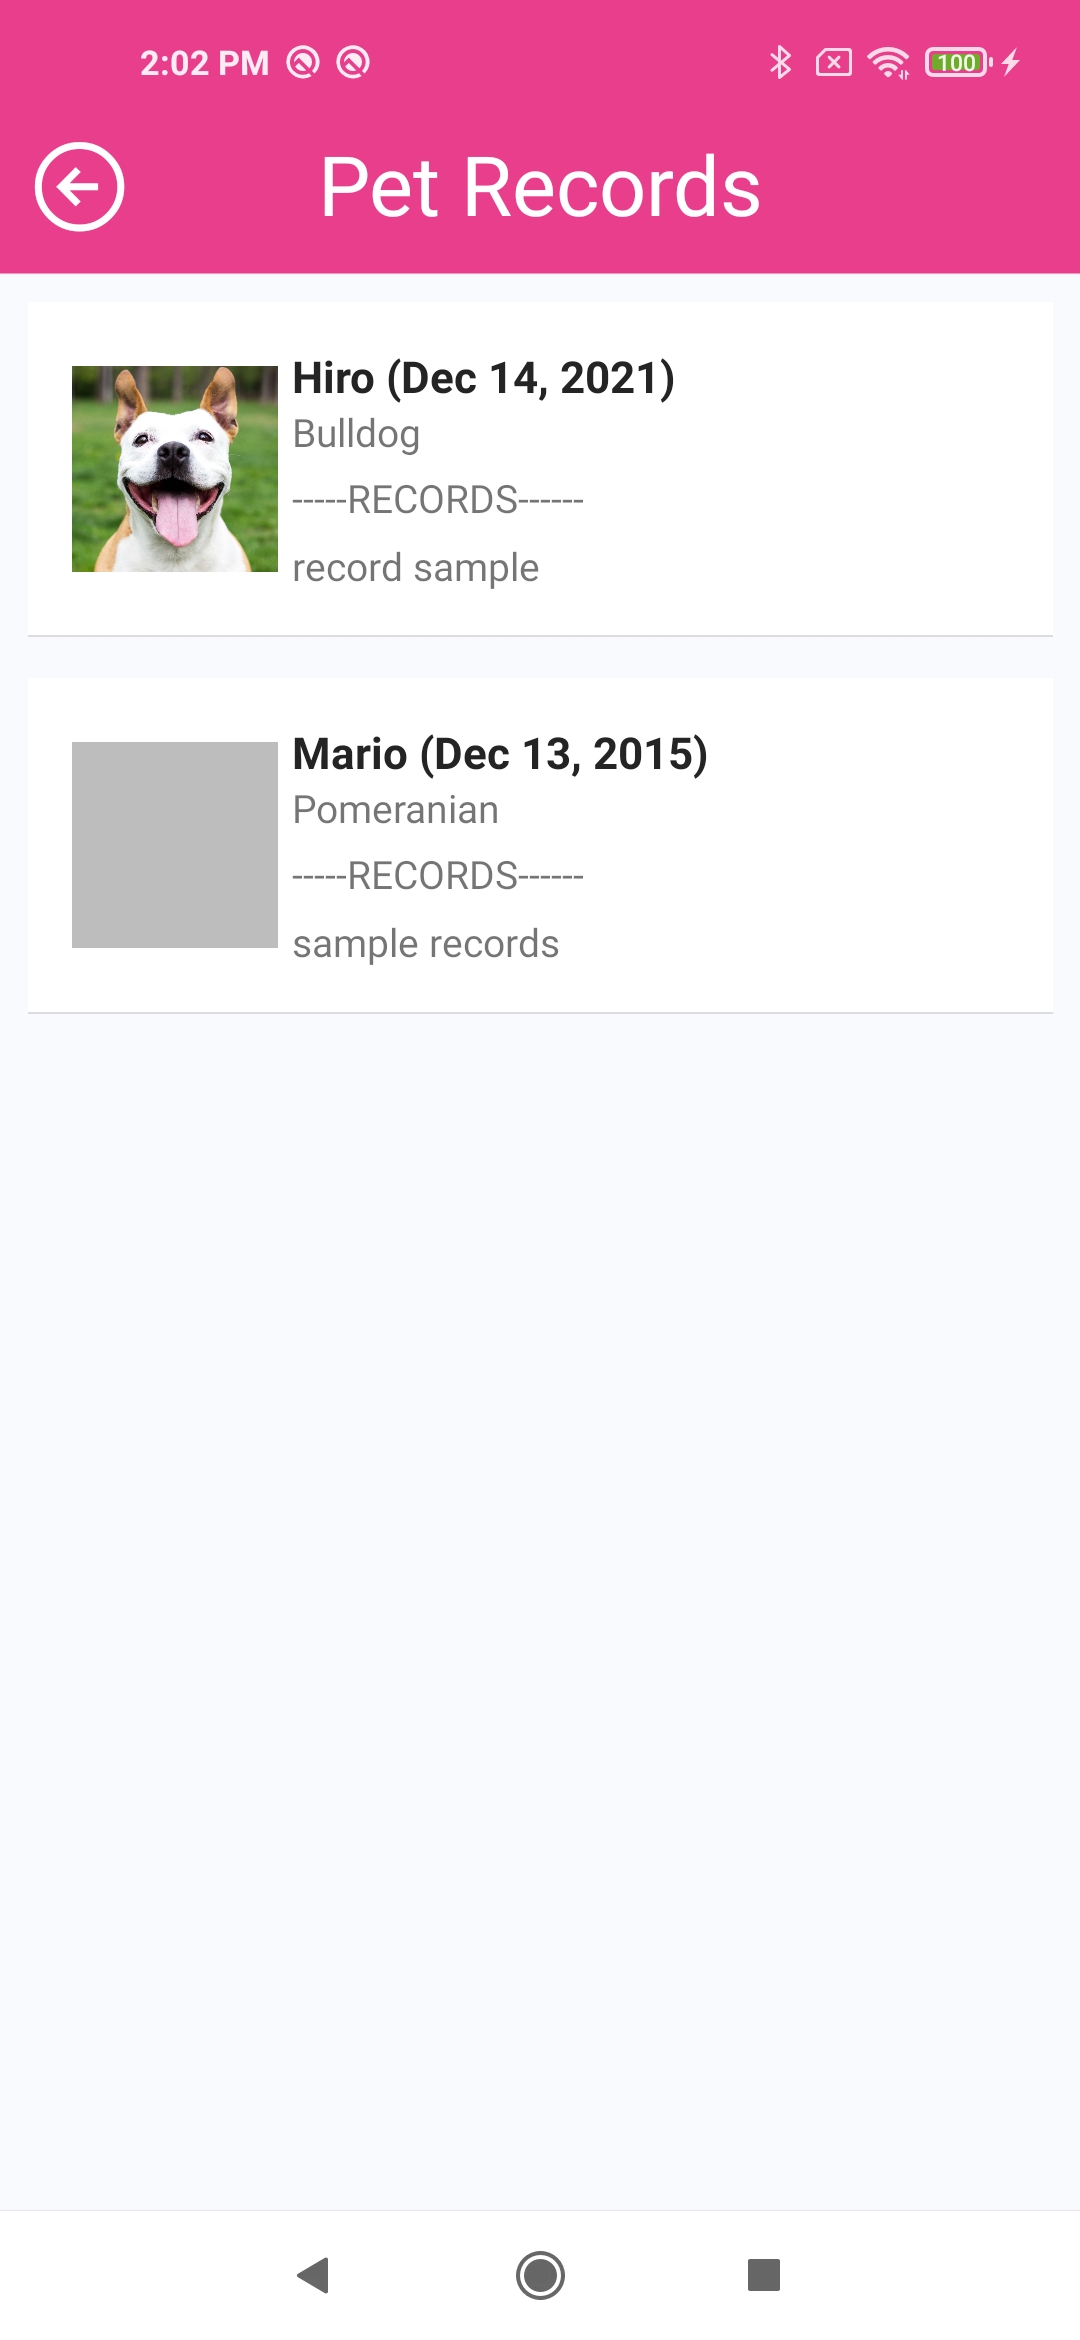 2:02 PM
100
Pet Records
Hiro (Dec 14, 2021)
Bulldog
-----RECORDS------
record sample
Mario (Dec 13, 2015)
Pomeranian
-----RECORDS------
sample records